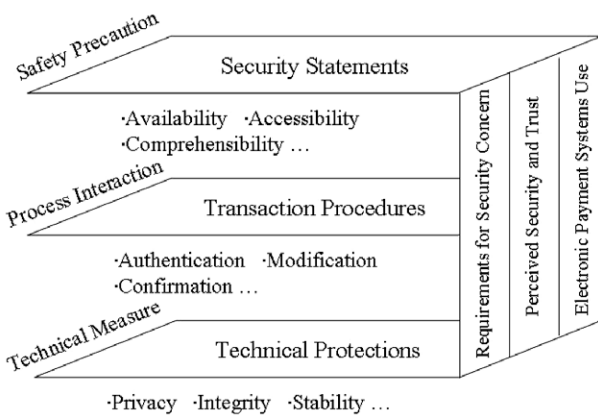 Safety Precaution
Security Statements
·Availability ·Accessibility
·Comprehensibility ...
Process Interaction
Transaction Procedures
·Authentication ·Modification
·Confirmation ...
Technical Measure
Technical Protections
·Privacy ·Integrity ·Stability ...
Requirements for Security Concern
Perceived Security and Trust
Electronic Payment Systems Use